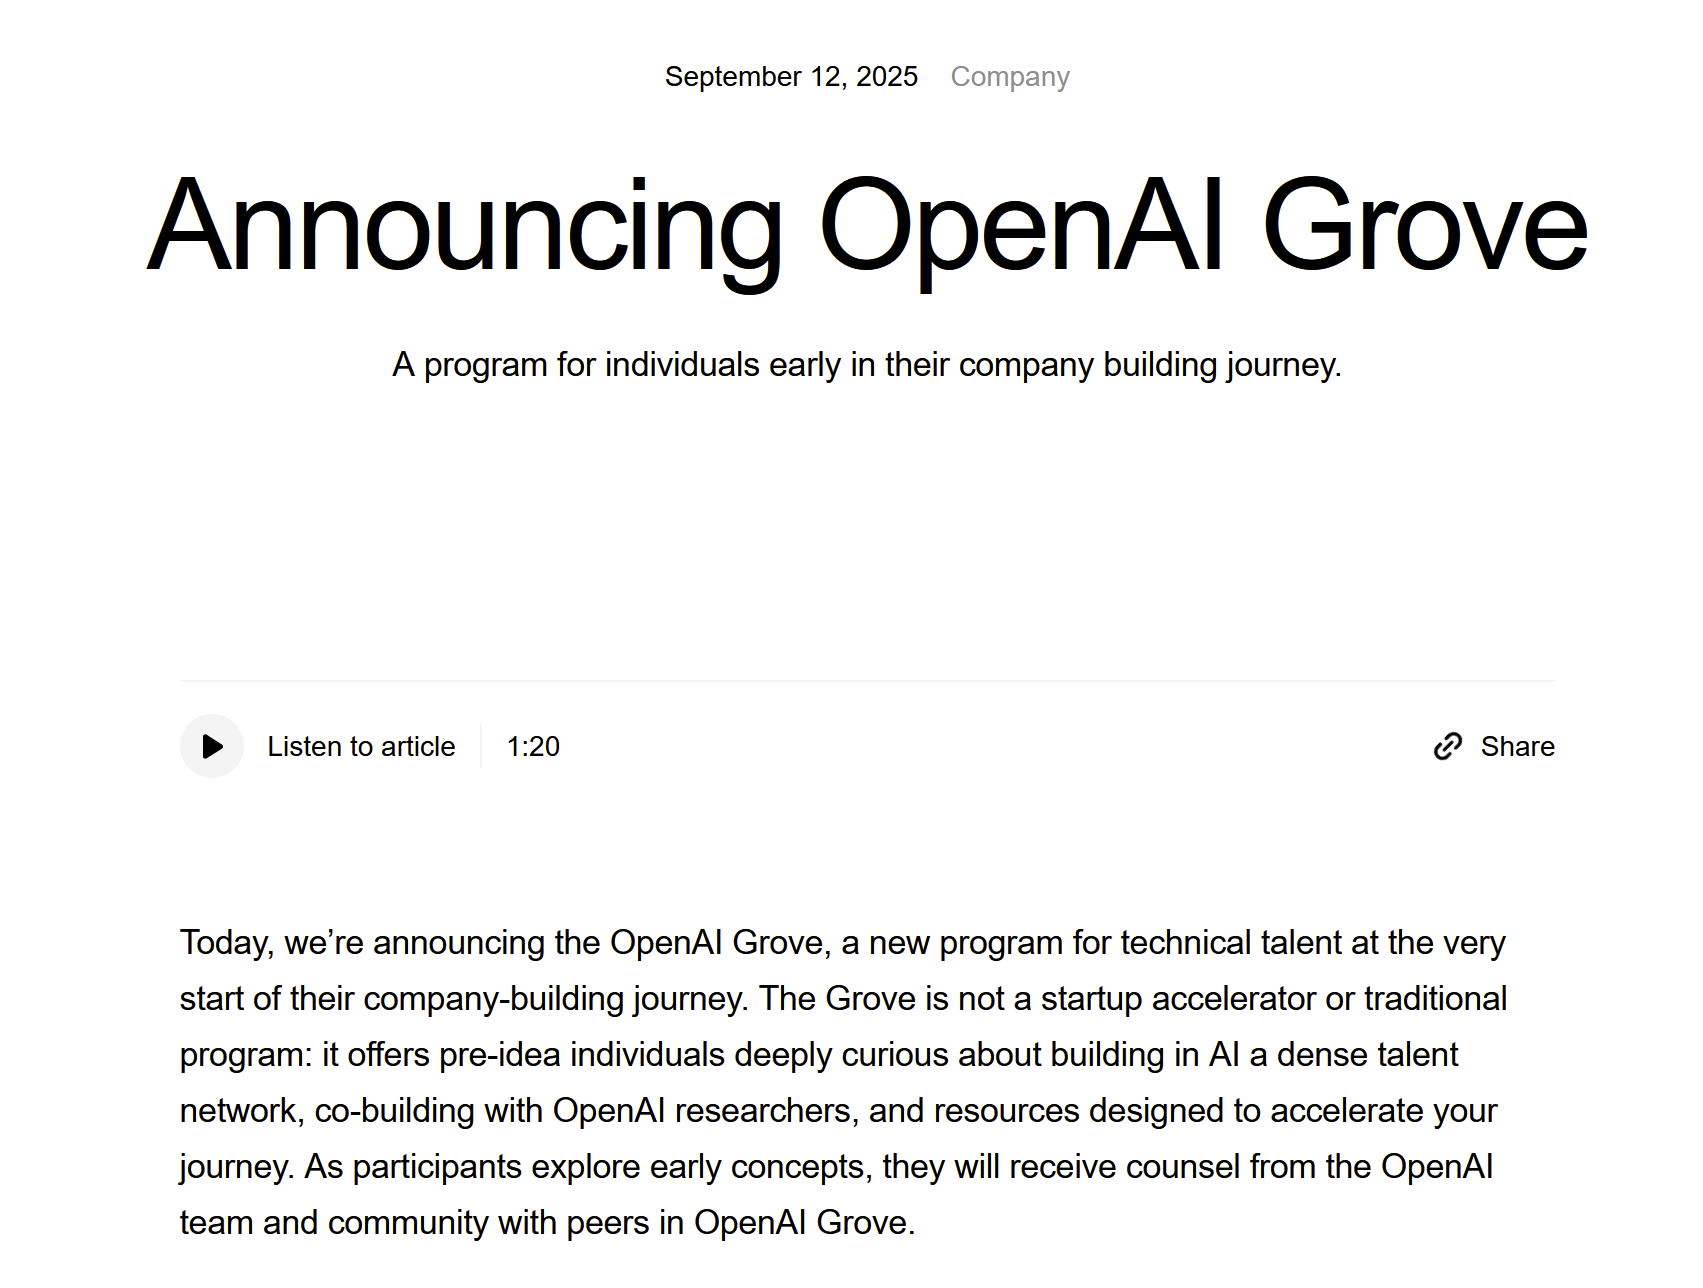 September 12, 2025 Company
Announcing OpenAI Grove
A program for individuals early in their company building journey.
Listen to article 1:20 Share
Today, we’re announcing the OpenAI Grove, a new program for technical talent at the very
start of their company-building journey. The Grove is not a startup accelerator or traditional
program: it offers pre-idea individuals deeply curious about building in AI a dense talent
network, co-building with OpenAI researchers, and resources designed to accelerate your
journey. As participants explore early concepts, they will receive counsel from the OpenAI
team and community with peers in OpenAI Grove.